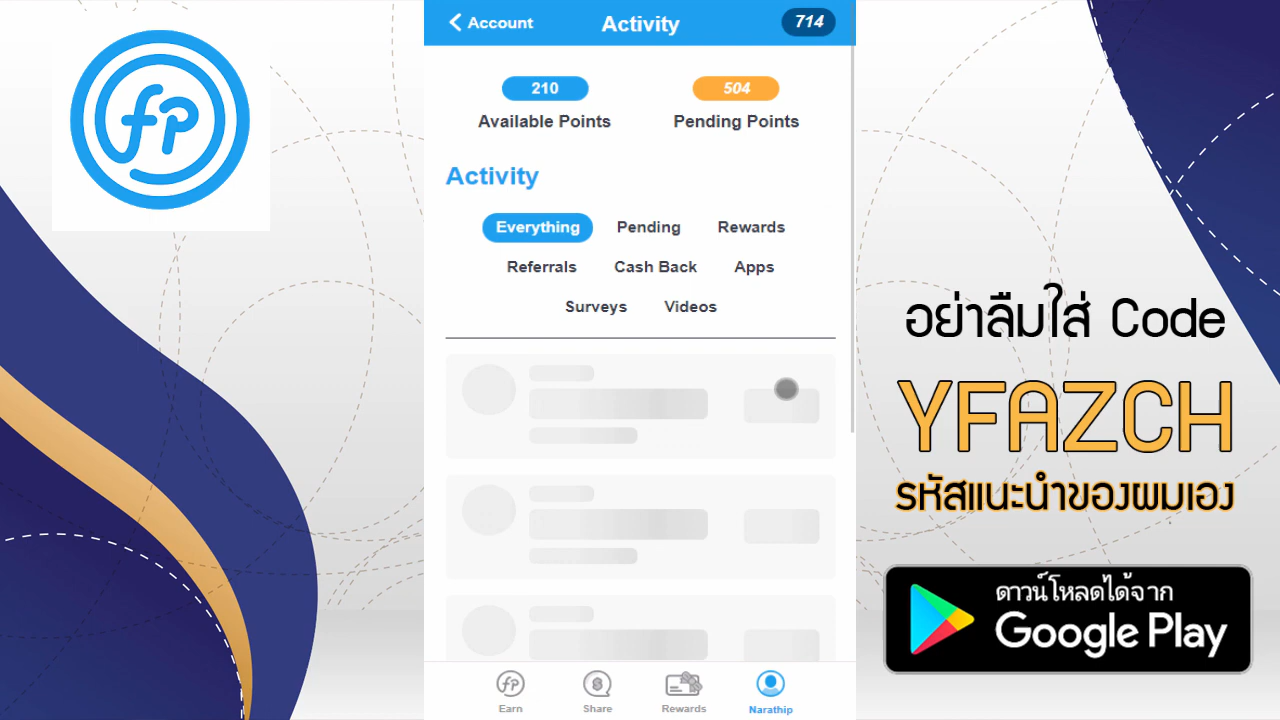 fp
Account
Activity
714
210
504
Available Points
Pending Points
Activity
Everything
Pending
Rewards
Referrals
Cash Back
Apps
Surveys
Videos
fp
Earn
Share
Rewards
Narathip
อย่าลืมใส่ Code
YFAZCH
รหัสแนะนำของผมเอง
ดาวน์โหลดได้จาก
Google Play